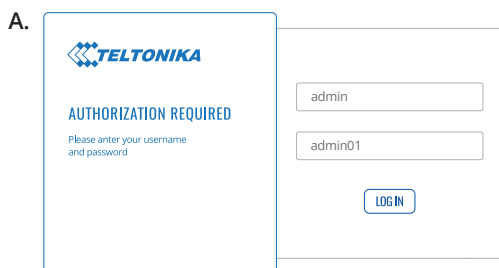 A.
TELTONIKA
AUTHORIZATION REQUIRED
Please anter your username
and password
admin
admin01
LOG IN